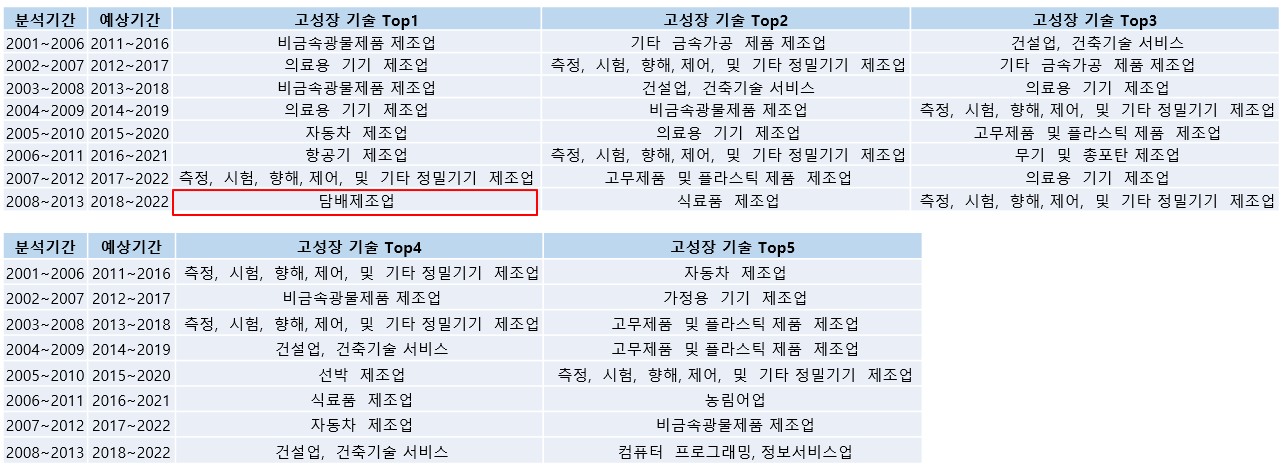 분석기간 예상기간 고성장 기술 Top1 고성장 기술 Top2 고성장 기술 Top3
2001~2006 2011~2016 비금속광물제품 제조업 기타 금속가공 제품 제조업 건설업, 건축기술 서비스
2002~2007 2012~2017 의료용 기기 제조업 측정, 시험, 향해, 제어, 및 기타 정밀기기 제조업 기타 금속가공 제품 제조업
2003~2008 2013~2018 비금속광물제품 제조업 건설업, 건축기술 서비스 의료용 기기 제조업
2004~2009 2014~2019 의료용 기기 제조업 비금속광물제품 제조업 측정, 시험, 향해, 제어, 및 기타 정밀기기 제조업
2005~2010 2015~2020 자동차 제조업 의료용 기기 제조업 고무제품 및 플라스틱 제품 제조업
2006~2011 2016~2021 항공기 제조업 측정, 시험, 향해, 제어, 및 기타 정밀기기 제조업 무기 및 총포탄 제조업
2007~2012 2017~2022 측정, 시험, 향해, 제어, 및 기타 정밀기기 제조업 고무제품 및 플라스틱 제품 제조업 의료용 기기 제조업
2008~2013 2018~2022 담배제조업 식료품 제조업 측정, 시험, 향해, 제어, 및 기타 정밀기기 제조업
분석기간 예상기간 고성장 기술 Top4 고성장 기술 Top5
2001~2006 2011~2016 측정, 시험, 향해, 제어, 및 기타 정밀기기 제조업 자동차 제조업
2002~2007 2012~2017 비금속광물제품 제조업 가정용 기기 제조업
2003~2008 2013~2018 측정, 시험, 향해, 제어, 및 기타 정밀기기 제조업 고무제품 및 플라스틱 제품 제조업
2004~2009 2014~2019 건설업, 건축기술 서비스 고무제품 및 플라스틱 제품 제조업
2005~2010 2015~2020 선박 제조업 측정, 시험, 향해, 제어, 및 기타 정밀기기 제조업
2006~2011 2016~2021 식료품 제조업 농림어업
2007~2012 2017~2022 자동차 제조업 비금속광물제품 제조업
2008~2013 2018~2022 건설업, 건축기술 서비스 컴퓨터 프로그래밍, 정보서비스업